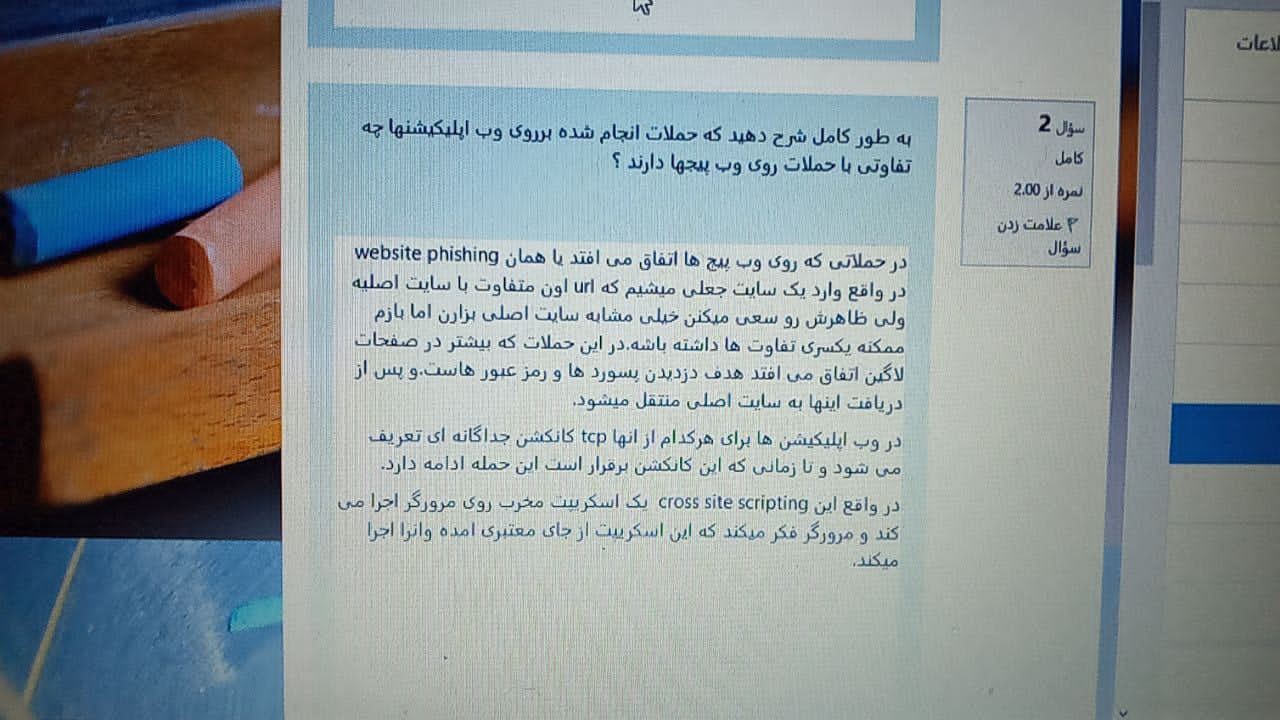 لاعات
سؤال 2
کامل
نمره از 2.00
علامت زدن
سؤال
به طور کامل شرح دهید که حملات انجام شده برروی وب اپلیکیشنها چه
تفاوتی با حملات روی وب پیجها دارند ؟
در حملاتی که روی وب پیج ها اتفاق می افتد یا همان website phishing
در واقع وارد یک سایت جعلی میشیم که url اون متفاوت با سایت اصلیه
ولی ظاهرش رو سعی میکنن خیلی مشابه سایت اصلی بزارن اما بازم
ممکنه یکسری تفاوت ها داشته باشه.در این حملات که بیشتر در صفحات
لاگین اتفاق می افتد هدف دزدیدن پسورد ها و رمز عبور هاست.و پس از
دریافت اینها به سایت اصلی منتقل میشود.
در وب اپلیکیشن ها برای هرکدام از انها tcp کانکشن جداگانه ای تعریف
می شود و تا زمانی که این کانکشن برقرار است این حمله ادامه دارد.
در واقع این cross site scripting یک اسکریپت مخرب روی مرورگر اجرا می
کند و مرورگر فکر میکند که این اسکریپت از جای معتبری امده وانرا اجرا
میکند.